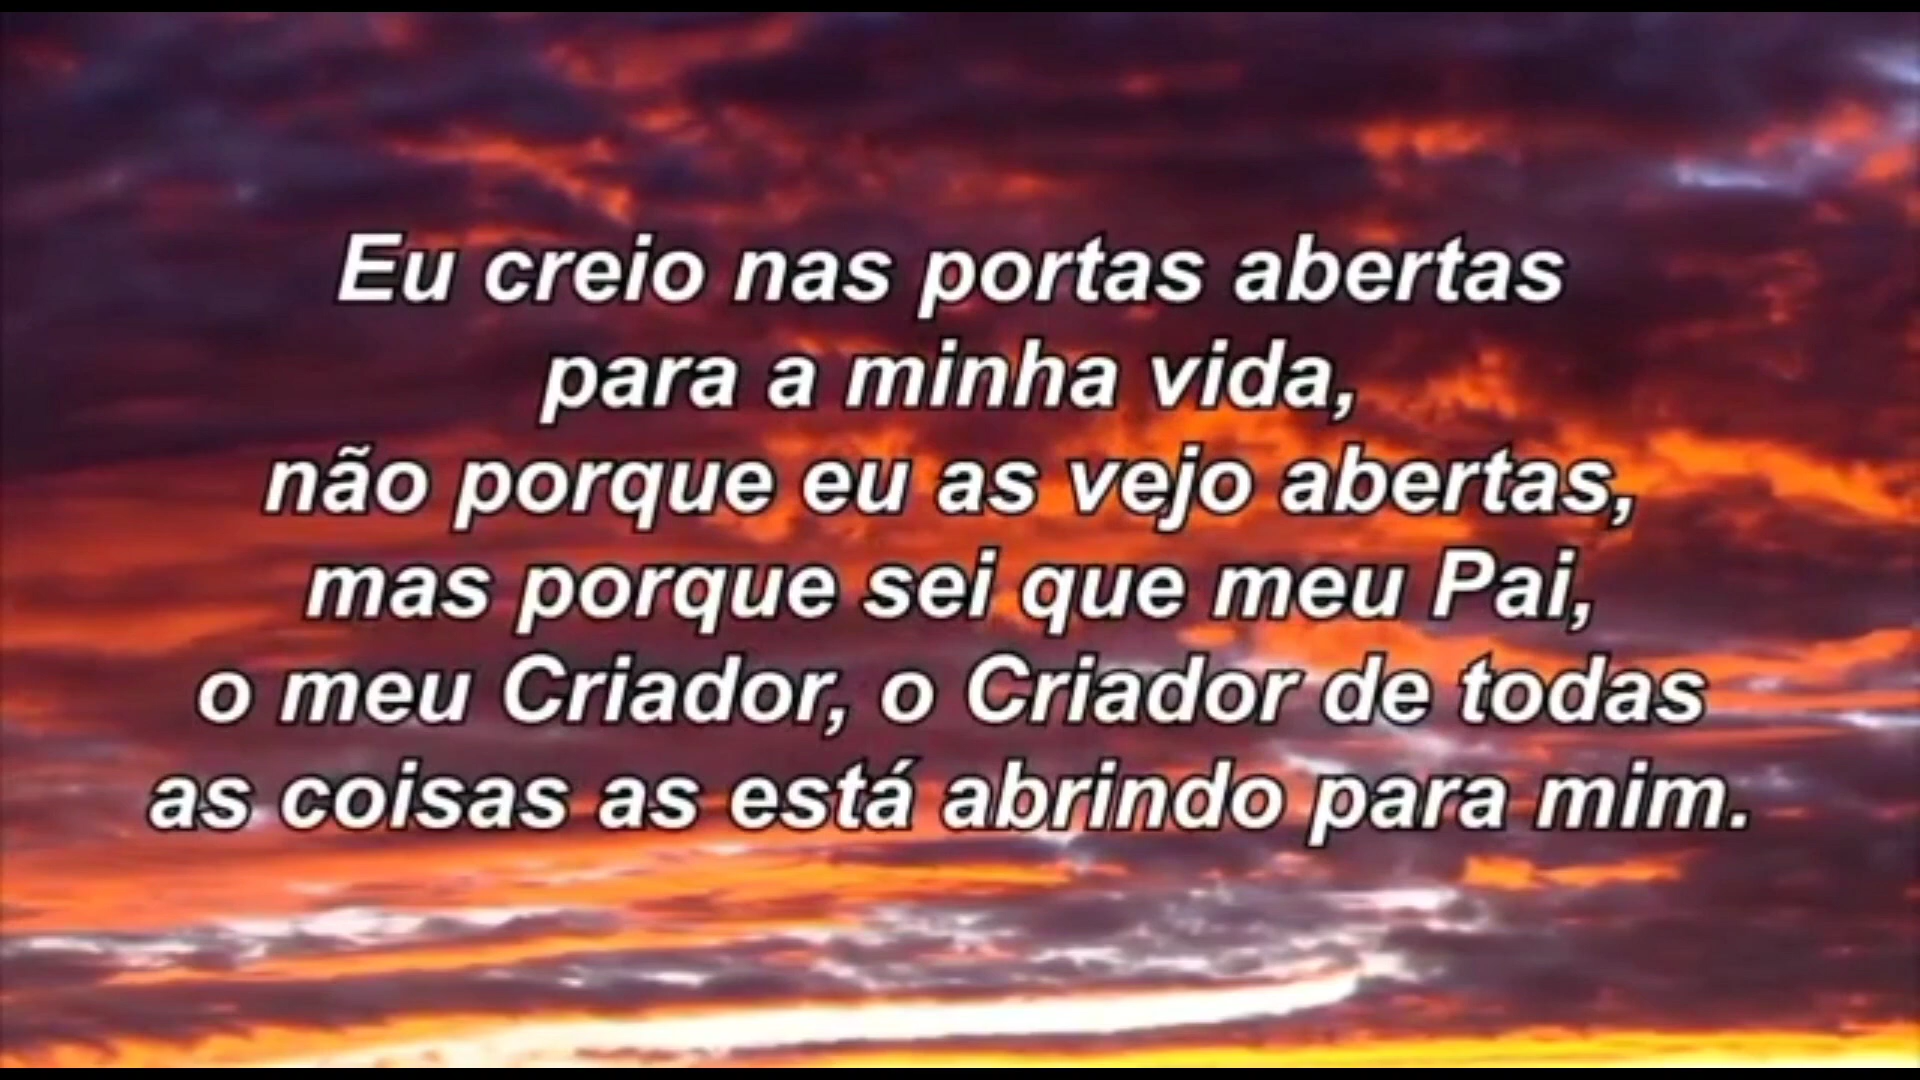 Eu creio nas portas abertas
para a minha vida,
não porque eu as vejo abertas,
mas porque sei que meu Pai,
o meu Criador, o Criador de todas
as coisas as está abrindo para mim.